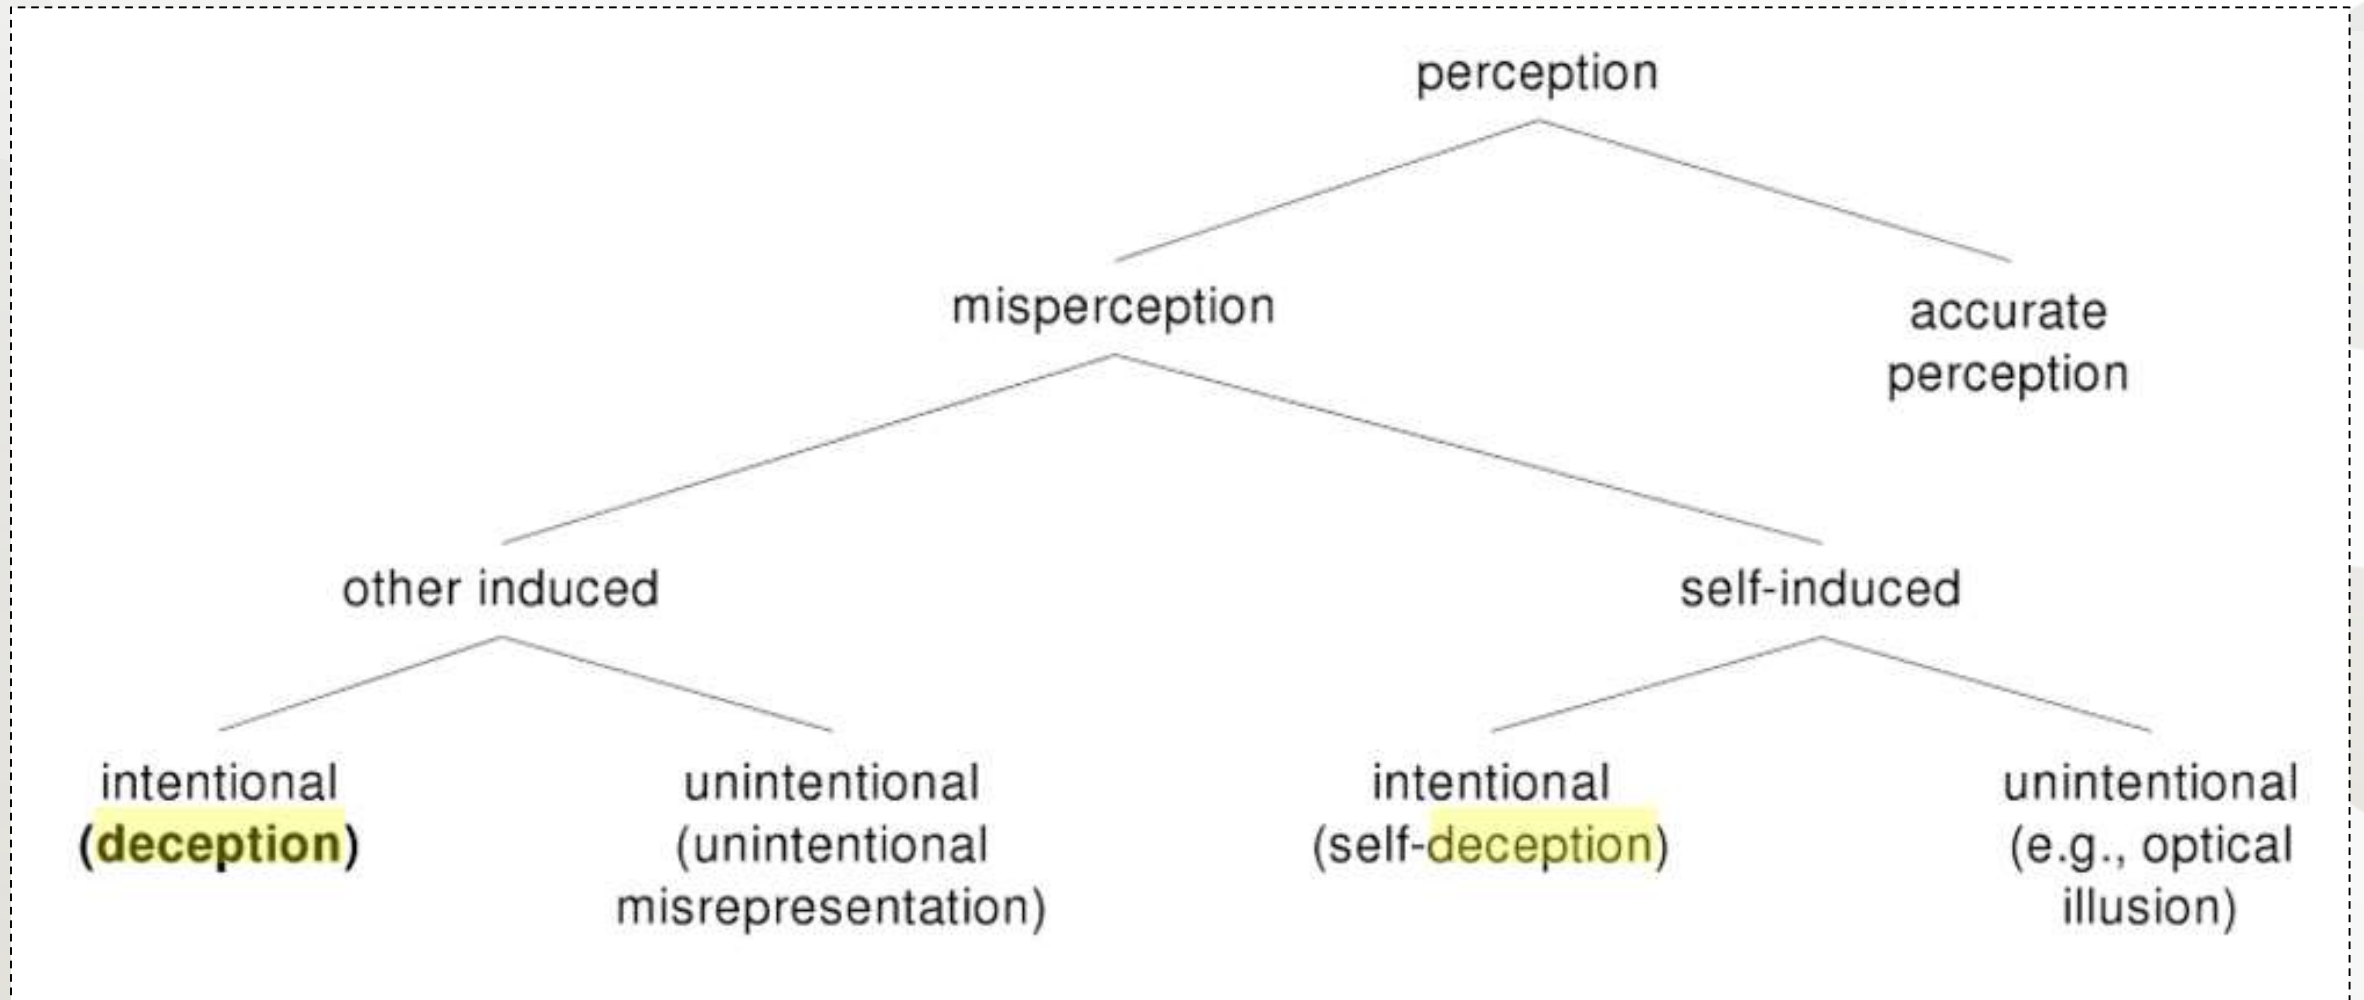 perception
misperception
accurate
perception
other induced
self-induced
intentional
(deception)
unintentional
(unintentional
misrepresentation)
intentional
(self-deception)
unintentional
(e.g., optical
illusion)